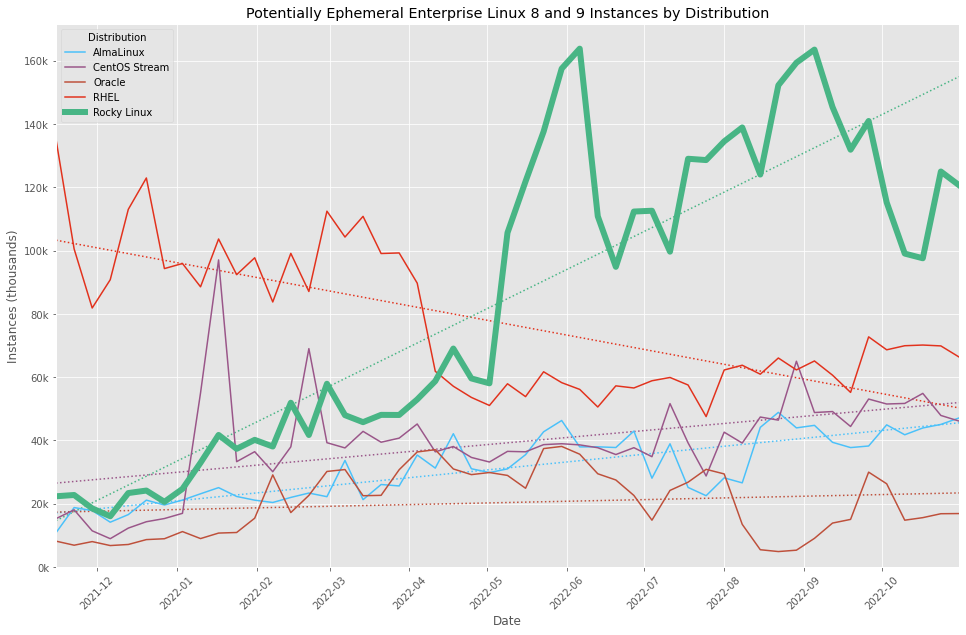 Potentially Ephemeral Enterprise Linux 8 and 9 Instances by Distribution
Distribution
AlmaLinux
CentOS Stream
Oracle
RHEL
Rocky Linux
Instances (thousands)
160k
140k
120k
100k
80k
60k
40k
20k
0k
2021-12
2022-01
2022-02
2022-03
2022-04
2022-05
2022-06
2022-07
2022-08
2022-09
2022-10
Date